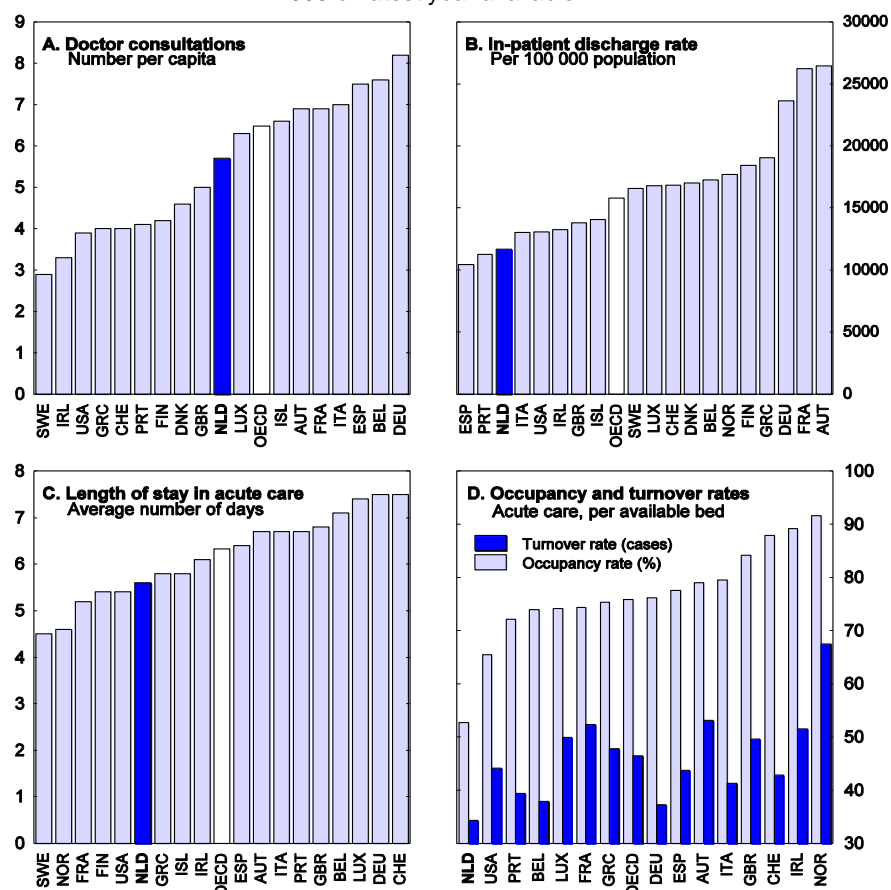 A. Doctor consultations
Number per capita
9
8
7
6
5
4
3
2
1
0
SWE IRL USA GRC CHE PRT FIN DNK GBR NLD LUX OECD ISL AUT FRA ITA ESP BEL DEU
B. In-patient discharge rate
Per 100 000 population
30000
25000
20000
15000
10000
5000
0
ESP PRT NLD ITA USA IRL GBR ISL OECD SWE LUX CHE DNK BEL NOR FIN GRC DEU FRA AUT
C. Length of stay in acute care
Average number of days
8
7
6
5
4
3
2
1
0
SWE NOR FRA FIN USA NLD GRC ISL IRL OECD ESP AUT ITA PRT GBR BEL LUX DEU CHE
D. Occupancy and turnover rates
Acute care, per available bed
Turnover rate (cases)
Occupancy rate (%)
100
90
80
70
60
50
40
30
NLD USA PRT BEL LUX FRA GRC OECD DEU ESP AUT ITA GBR CHE IRL NOR